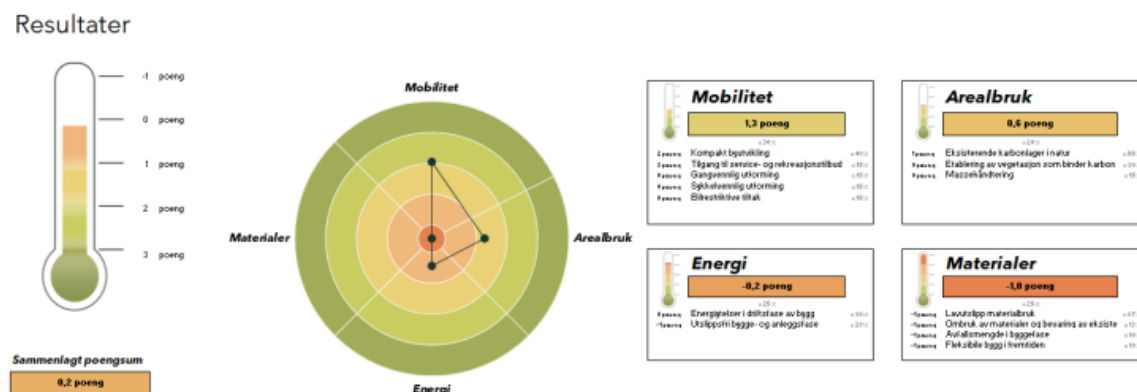 Resultater
-1 poeng
0 poeng
1 poeng
2 poeng
3 poeng
Sammenlagt poengsum
0,2 poeng
Mobilitet
Materialer
Arealbruk
Energi
Mobilitet
1,3 poeng
Kompakt byutvikling
Tilgang til service- og rekreasjonstilbud
Gangvennlig utforming
Sykkelvennlig utforming
Bilrestriktive tiltak
Arealbruk
0,6 poeng
Eksisterende karbonlager i natur
Etablering av vegetasjon som binder karbon
Massehåndtering
Energi
-0,2 poeng
Energiytelser i driftsfase av bygg
Utslippsfri bygge- og anleggsfase
Materialer
-1,0 poeng
Lavutslipp materialbruk
Ombruk av materialer og bevaring av eksiste
Avfallsmengde i byggefase
Fleksibile bygg i fremtiden